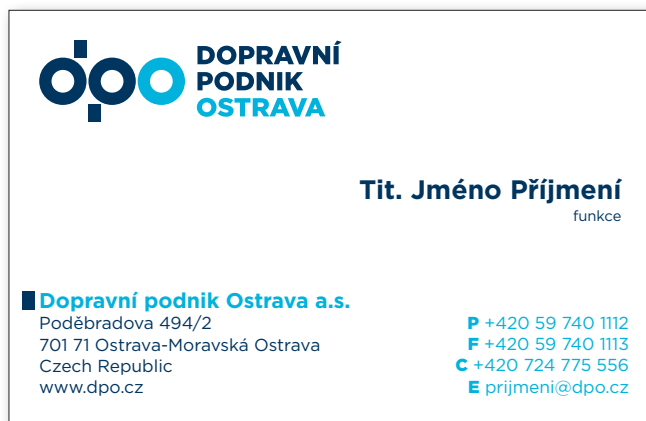 dpo
DOPRAVNÍ
PODNIK
OSTRAVA
Tit. Jméno Příjmení
funkce
Dopravní podnik Ostrava a.s.
Poděbradova 494/2
701 71 Ostrava-Moravská Ostrava
Czech Republic
www.dpo.cz
P +420 59 740 1112
F +420 59 740 1113
C +420 724 775 556
E prijmeni@dpo.cz